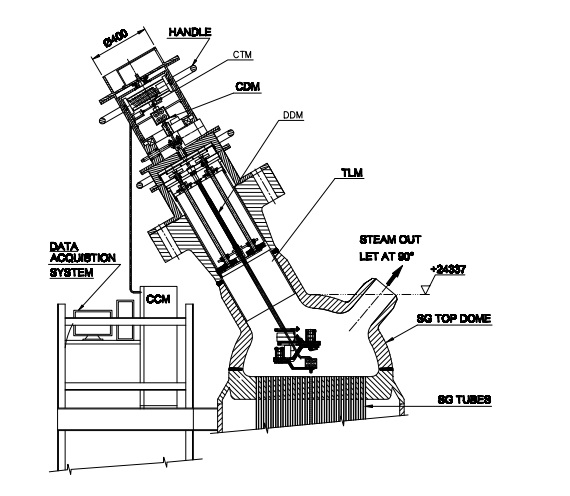 Ø400
HANDLE
CTM
CDM
DDM
TLM
STEAM OUT
LET AT 90°
+24337
DATA
ACQUISTION
SYSTEM
CCM
SG TOP DOME
SG TUBES